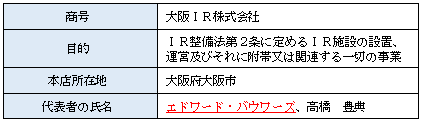 商号 大阪ＩＲ株式会社
目的 ＩＲ整備法第２条に定めるＩＲ施設の設置、
運営及びそれに附帯又は関連する一切の事業
本店所在地 大阪府大阪市
代表者の氏名 エドワード・バウワーズ、高橋　豊典